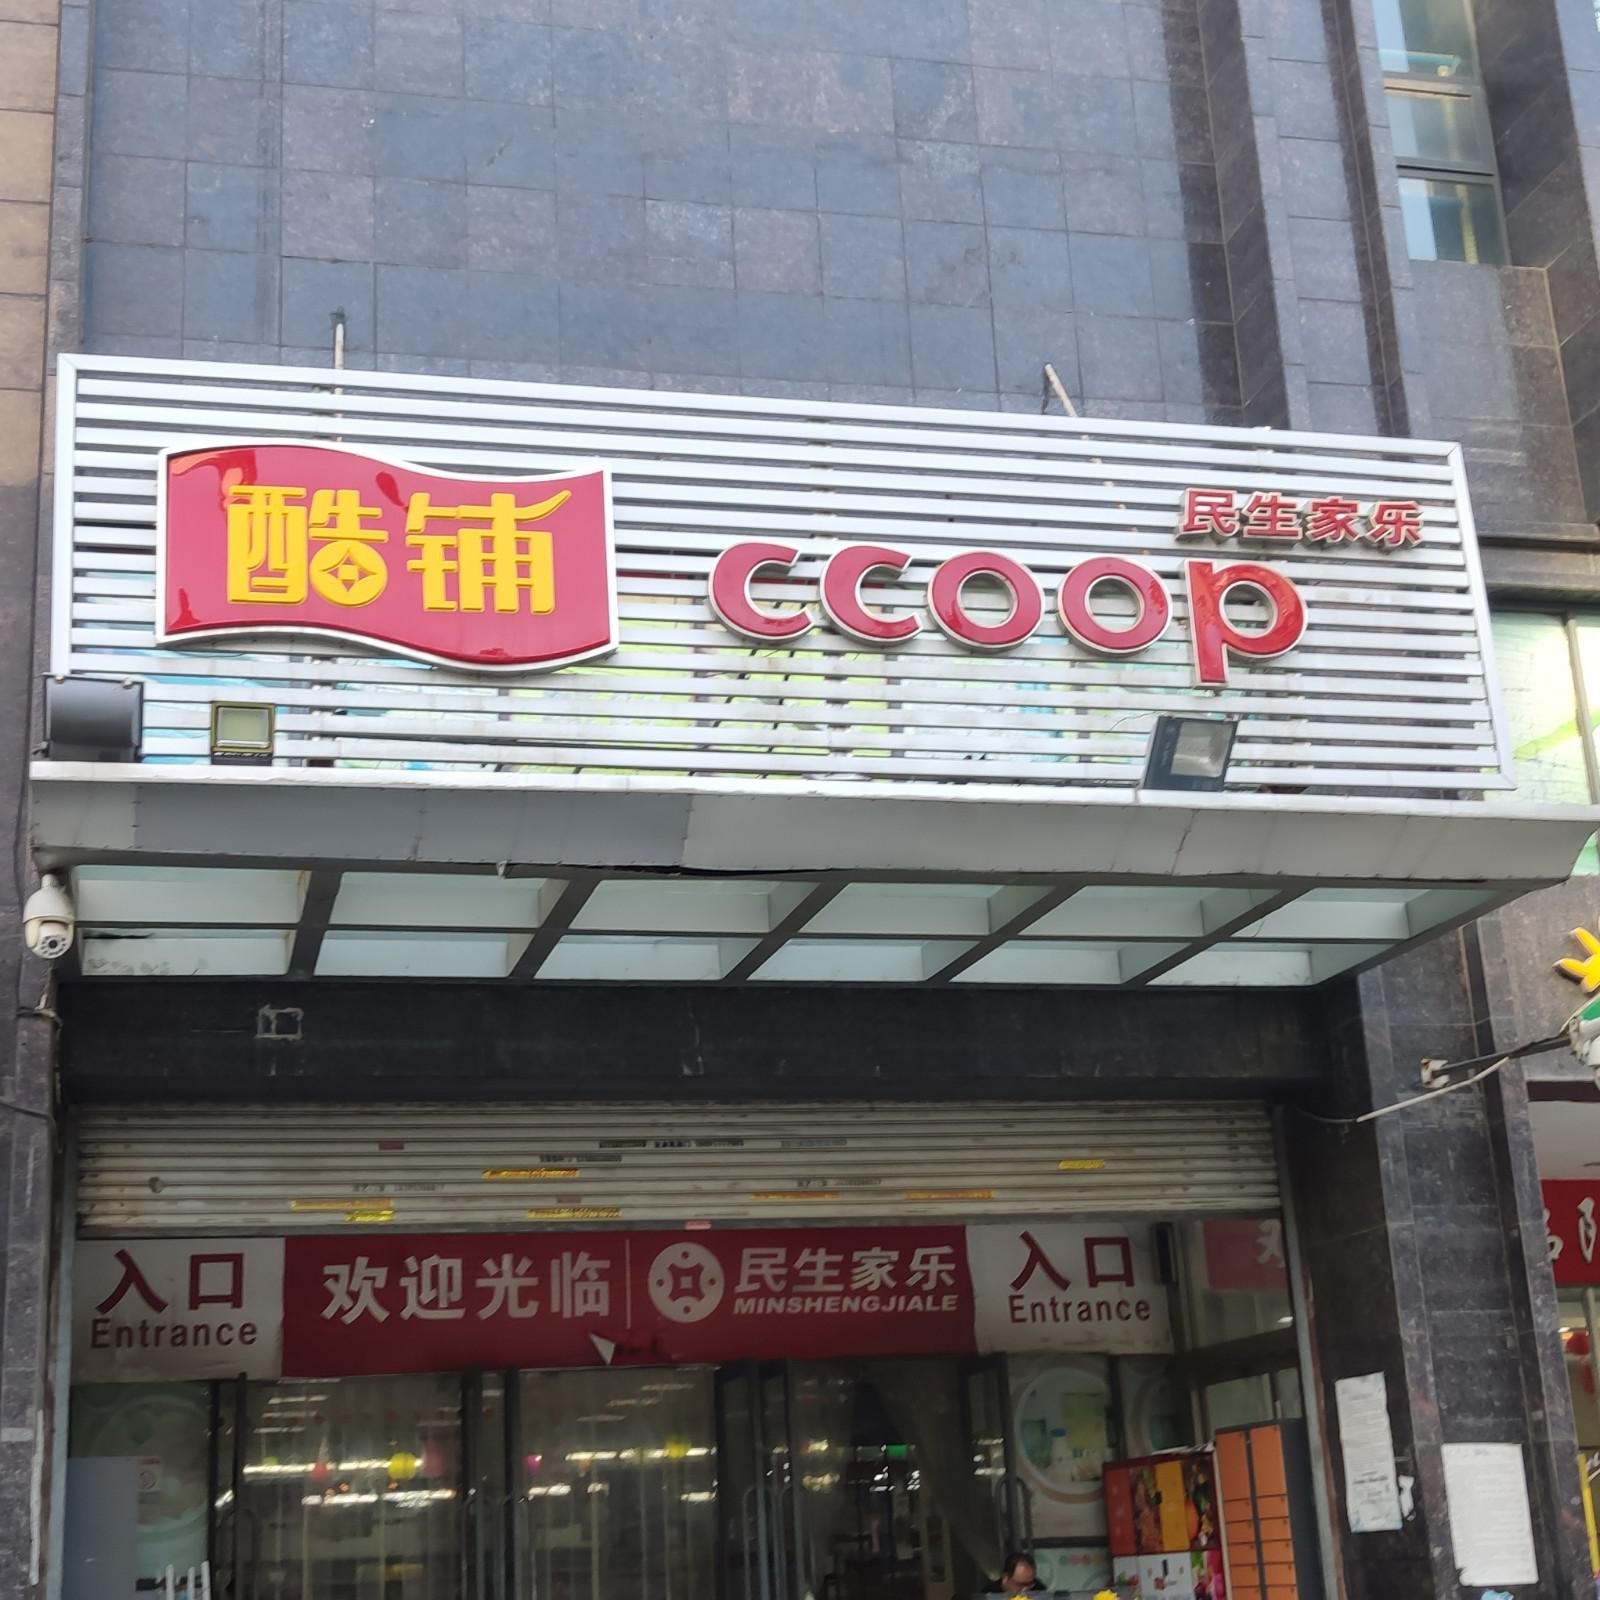 酷铺
ccoop
民生家乐
入口
Entrance
欢迎光临
民生家乐
MINSHENGJIALE
入口
Entrance